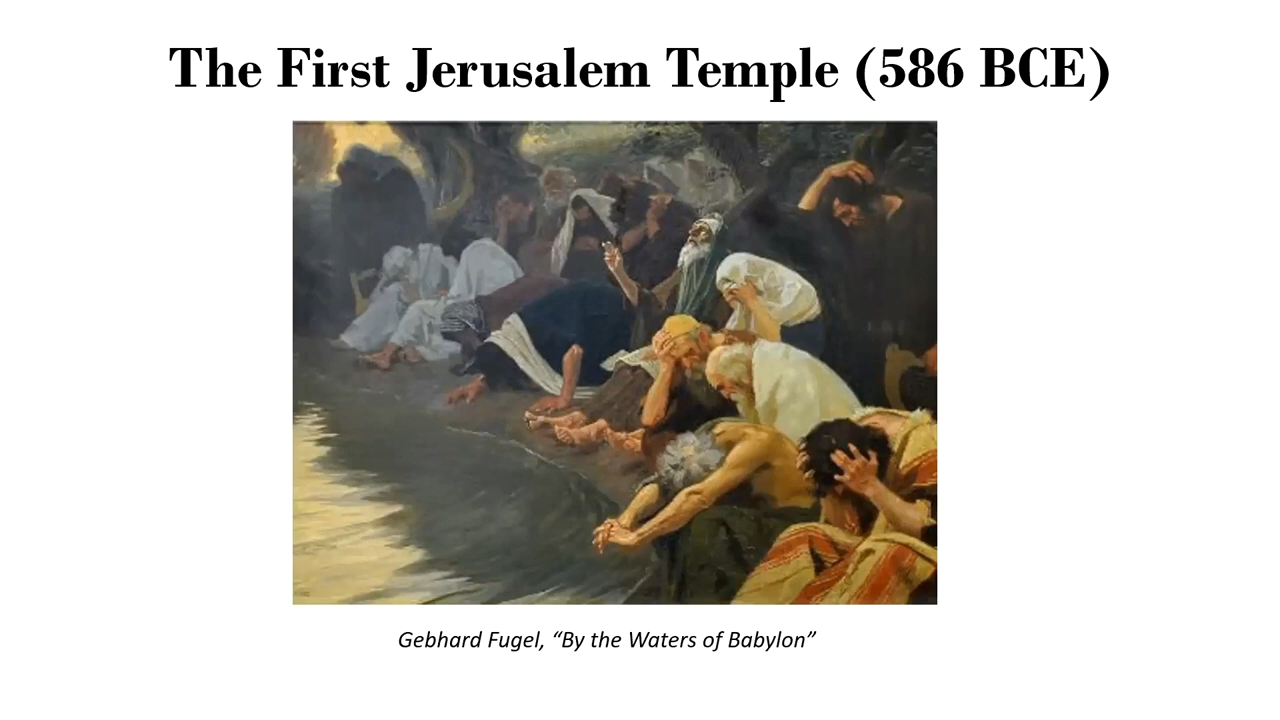 The First Jerusalem Temple (586 BCE)
Gebhard Fugel, “By the Waters of Babylon”